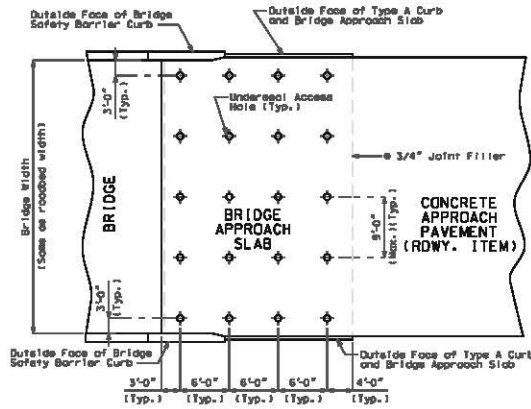 Outside Face of Bridge
Safety Barrier Curb
Outside Face of Type A Curb
and Bridge Approach Slab
3'-0"
(Typ.)
Underseal Access
Hole (Typ.)
3/4" Joint Filler
Bridge Width
(Same as roadbed width)
BRIDGE
BRIDGE
APPROACH
SLAB
(Max.)(Typ.)
CONCRETE
APPROACH
PAVEMENT
(RDWY. ITEM)
3'-0"
(Typ.)
Outside Face of Bridge
Safety Barrier Curb
Outside Face of Type A Curb
and Bridge Approach Slab
3'-0" 6'-0" 6'-0" 6'-0" 4'-0"
(Typ.) (Typ.) (Typ.) (Typ.) (Typ.)